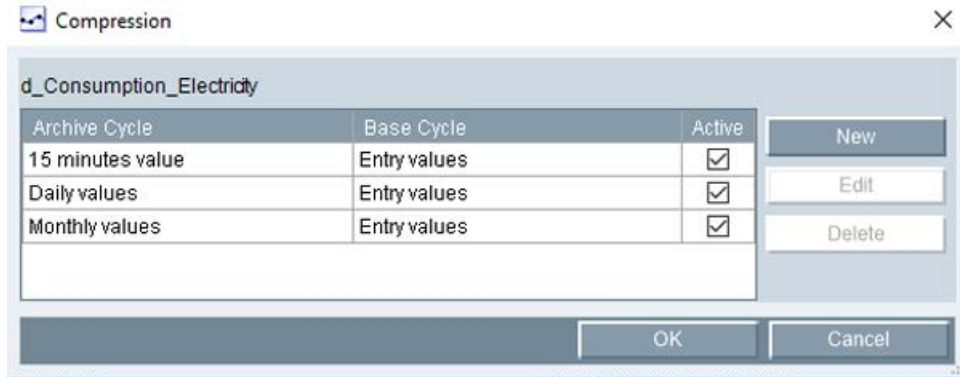 Compression
d_Consumption_Electricity
Archive Cycle Base Cycle Active
New
15 minutes value Entry values
Edit
Daily values Entry values
Monthly values Entry values
Delete
OK Cancel